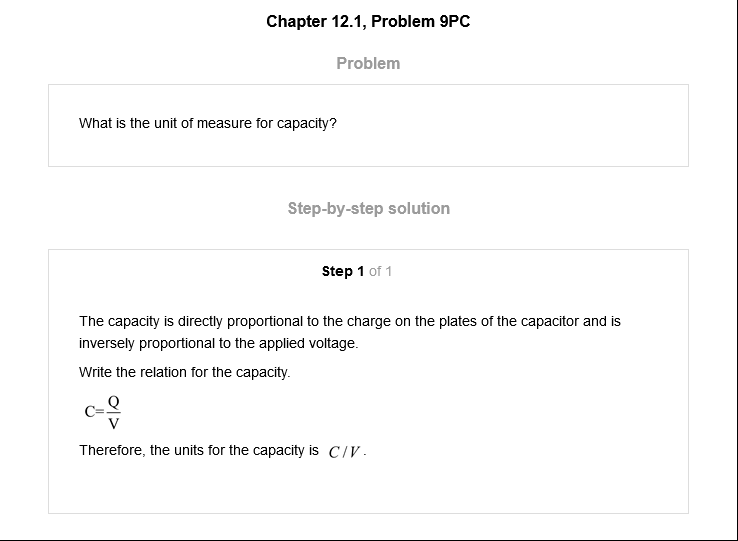 Chapter 12.1, Problem 9PC
Problem
What is the unit of measure for capacity?
Step-by-step solution
Step 1 of 1
The capacity is directly proportional to the charge on the plates of the capacitor and is
inversely proportional to the applied voltage.
Write the relation for the capacity.
C=Q/V
Therefore, the units for the capacity is C/V.